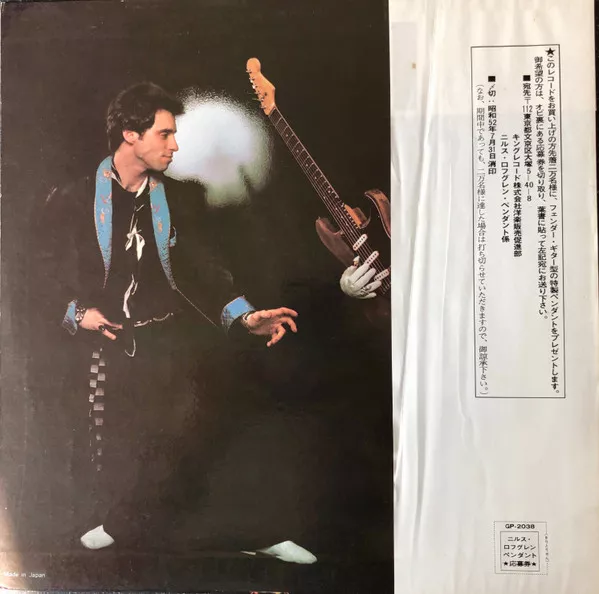 ★このレコードをお買い上げの方先着二万名様に、フェンダー・ギター型の特製ペンダントをプレゼントします。
御希望の方は、オビ裏にある応募券を切り取り、葉書に貼って左記宛にお送り下さい。
■宛先〒112 東京都文京区大塚5-40-8
キングレコード株式会社洋楽販売促進部
ニルス・ロフグレン・ペンダント係
■〆切:昭和52年7月31日消印
(なお、期間中であっても、二万名様に達した場合は打ち切らせていただきますので、御諒承下さい。)
GP-2038
ニルス・
ロフグレン
ペンダント
★応募券★
Made in Japan